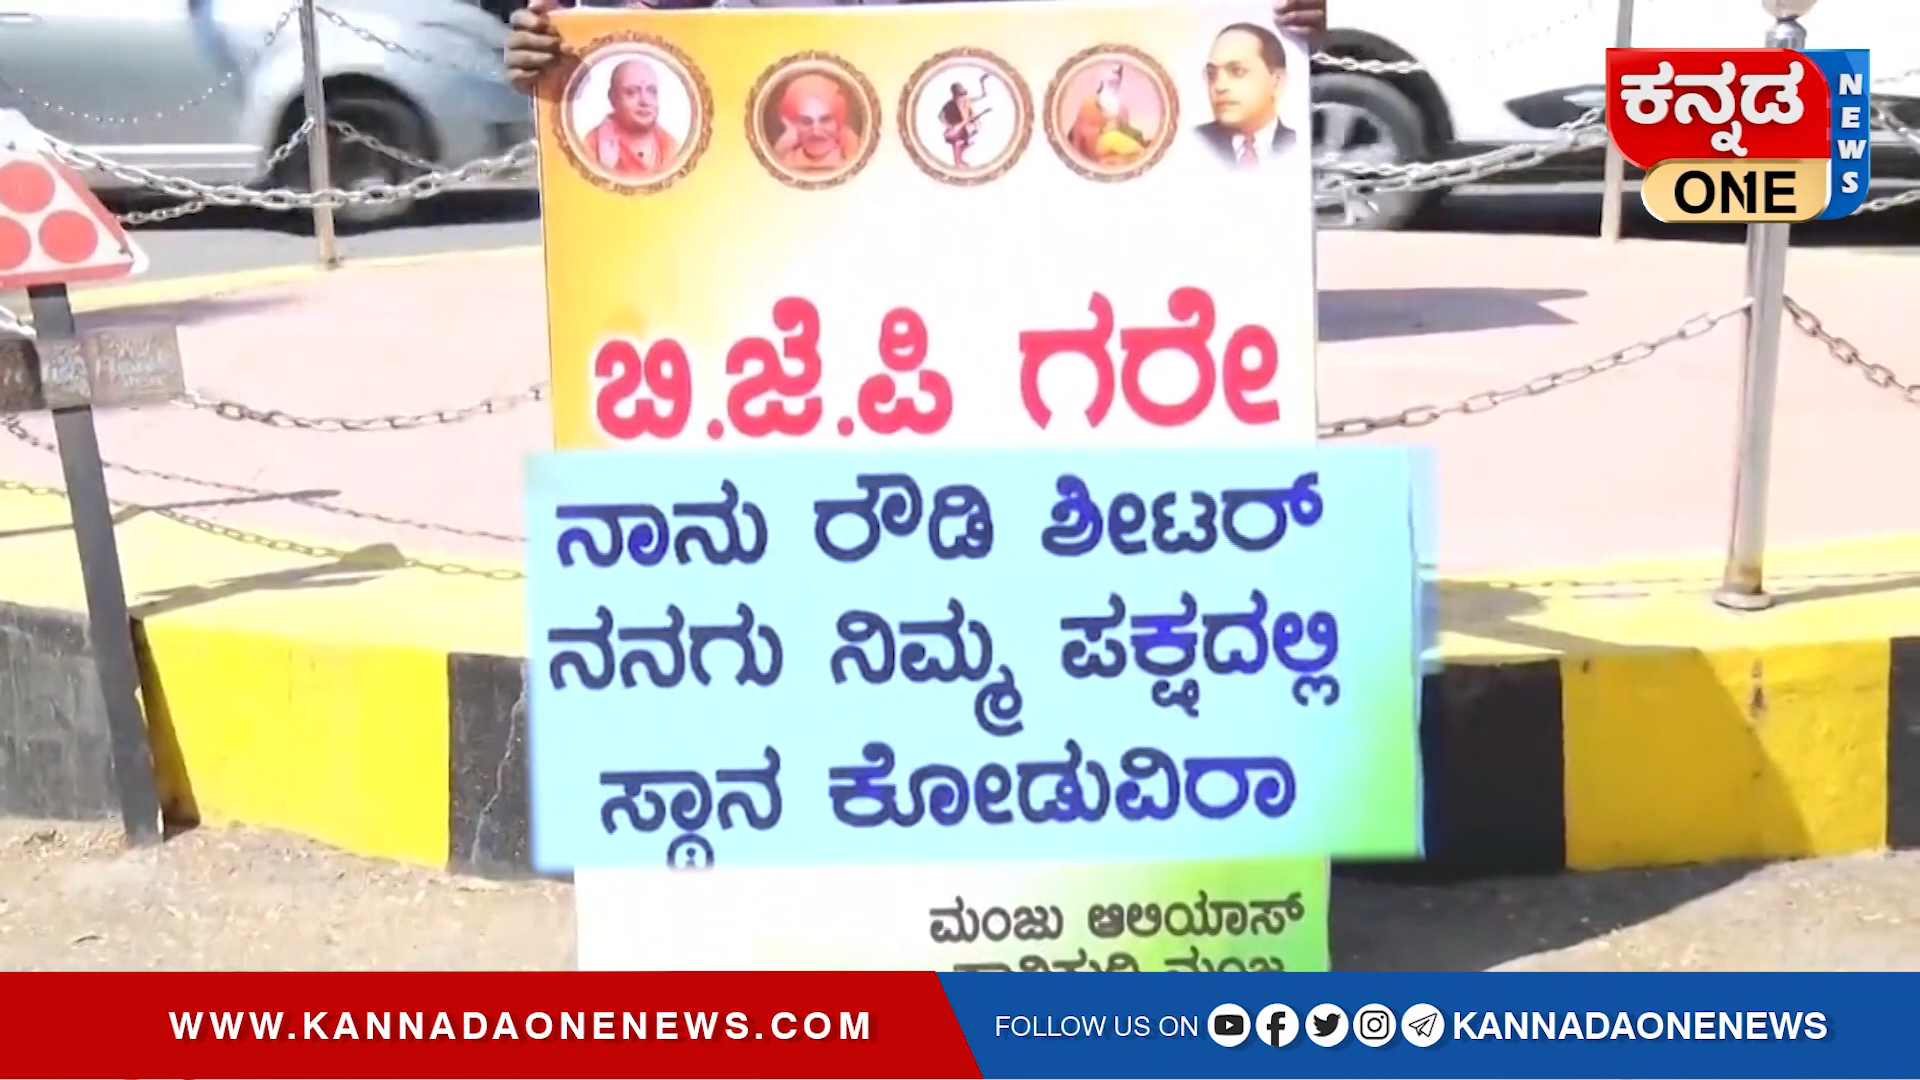 ಕನ್ನಡ
NEWS
ONE
ಬಿ.ಜೆ.ಪಿ ಗರೇ
ನಾನು ರೌಡಿ ಶೀಟರ್
ನನಗು ನಿಮ್ಮ ಪಕ್ಷದಲ್ಲಿ
ಸ್ಥಾನ ಕೋಡುವಿರಾ
ಮಂಜು ಆಲಿಯಾಸ್
WWW.KANNADAONENEWS.COM
FOLLOW US ON KANNADAONENEWS